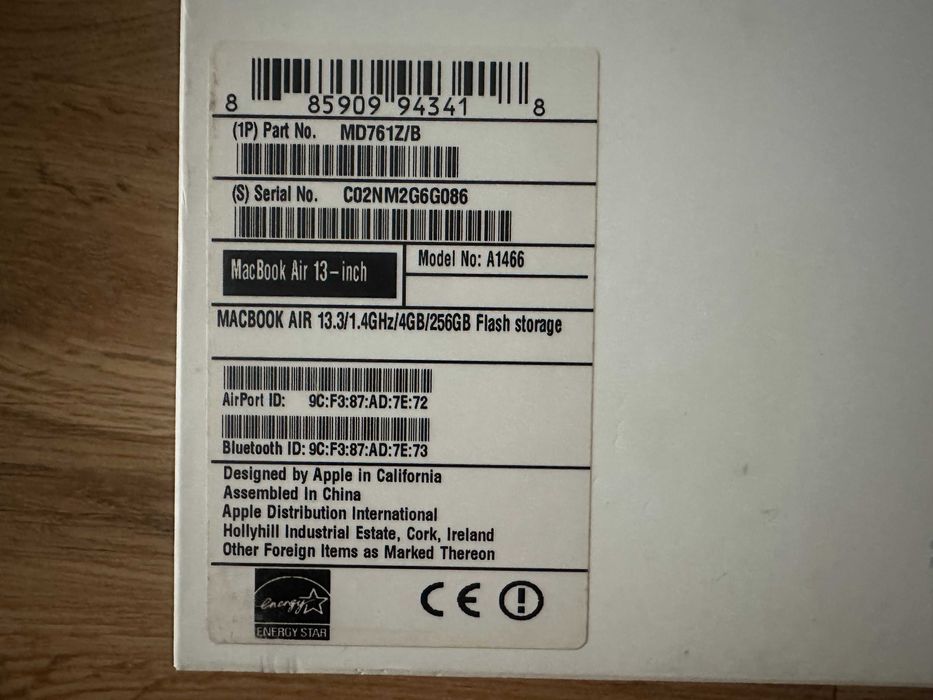 8 85909 94341 8
(1P) Part No. MD761Z/B
(S) Serial No. C02NM2G6G086
MacBook Air 13-inch
Model No: A1466
MACBOOK AIR 13.3/1.4GHz/4GB/256GB Flash storage
AirPort ID: 9C:F3:87:AD:7E:72
Bluetooth ID: 9C:F3:87:AD:7E:73
Designed by Apple in California
Assembled In China
Apple Distribution International
Hollyhill Industrial Estate, Cork, Ireland
Other Foreign Items as Marked Thereon
energy
ENERGY STAR
CE